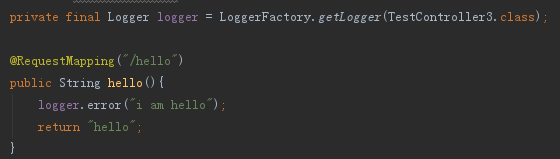 private final Logger logger = LoggerFactory.getLogger(TestController3.class);
@RequestMapping("/hello")
public String hello(){
logger.error("i am hello");
return "hello";
}